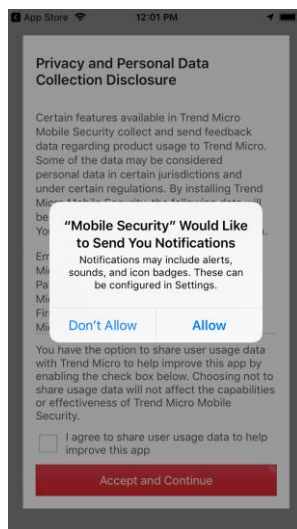 App Store 12:01 PM
Privacy and Personal Data
Collection Disclosure
Certain features available in Trend Micro
Mobile Security collect and send feedback
data regarding product usage to Trend Micro.
Some of the data may be considered
personal data in certain jurisdictions and
under certain regulations. By installing Trend
be
“Mobile Security” Would Like
to Send You Notifications
Notifications may include alerts,
sounds, and icon badges. These can
be configured in Settings.
Don’t Allow Allow
You have the option to share user usage data
with Trend Micro to help improve this app by
enabling the check box below. Choosing not to
share usage data will not affect the capabilities
or effectiveness of Trend Micro Mobile
Security.
I agree to share user usage data to help
improve this app
Accept and Continue